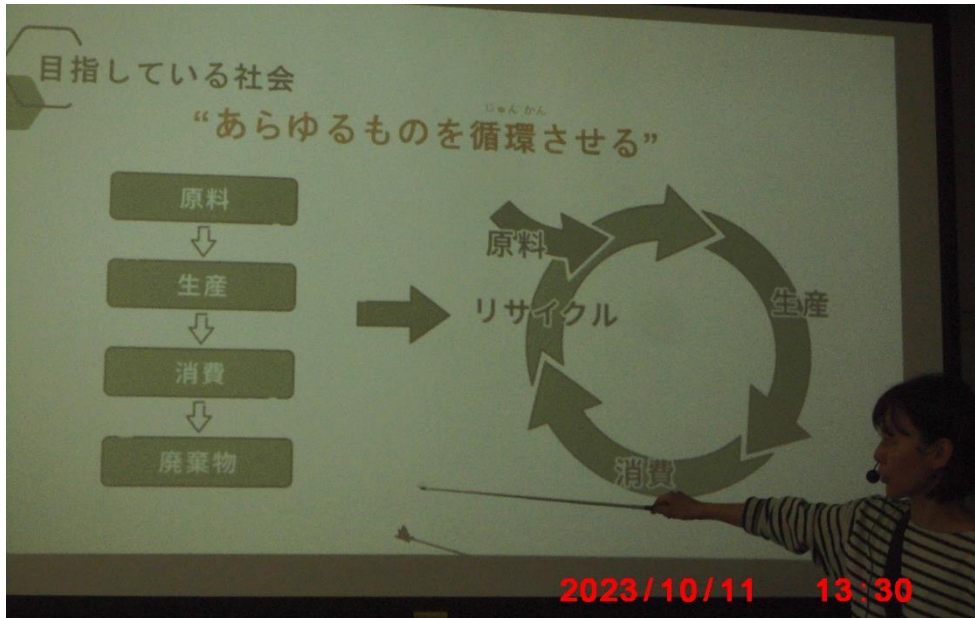 目指している社会
じゅんかん
“あらゆるものを循環させる”
原料
生産
消費
廃棄物
原料
リサイクル
生産
消費
2023/10/11 13:30